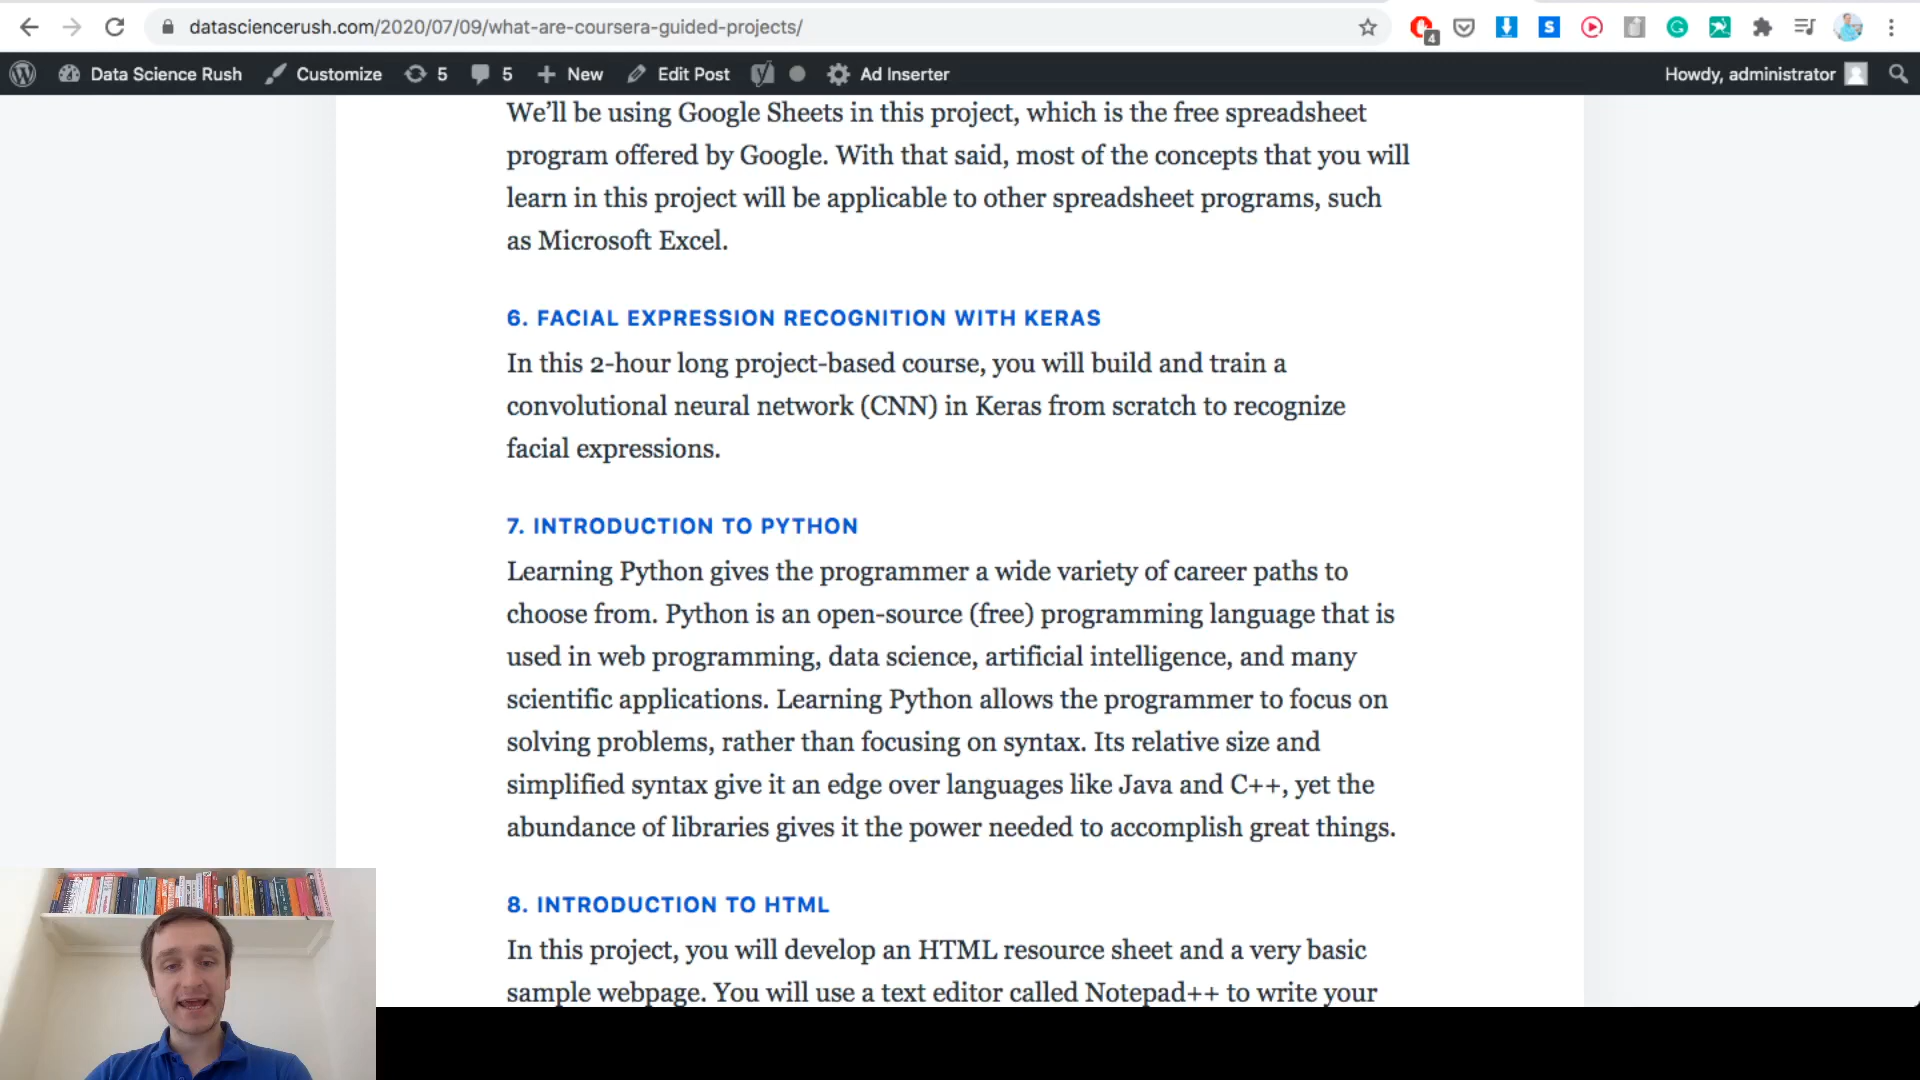 datasciencerush.com/2020/07/09/what-are-coursera-guided-projects/
4
S
G
Data Science Rush
Customize
5
5
New
Edit Post
Ad Inserter
Howdy, administrator
We’ll be using Google Sheets in this project, which is the free spreadsheet
program offered by Google. With that said, most of the concepts that you will
learn in this project will be applicable to other spreadsheet programs, such
as Microsoft Excel.
6. FACIAL EXPRESSION RECOGNITION WITH KERAS
In this 2-hour long project-based course, you will build and train a
convolutional neural network (CNN) in Keras from scratch to recognize
facial expressions.
7. INTRODUCTION TO PYTHON
Learning Python gives the programmer a wide variety of career paths to
choose from. Python is an open-source (free) programming language that is
used in web programming, data science, artificial intelligence, and many
scientific applications. Learning Python allows the programmer to focus on
solving problems, rather than focusing on syntax. Its relative size and
simplified syntax give it an edge over languages like Java and C++, yet the
abundance of libraries gives it the power needed to accomplish great things.
8. INTRODUCTION TO HTML
In this project, you will develop an HTML resource sheet and a very basic
sample webpage. You will use a text editor called Notepad++ to write your